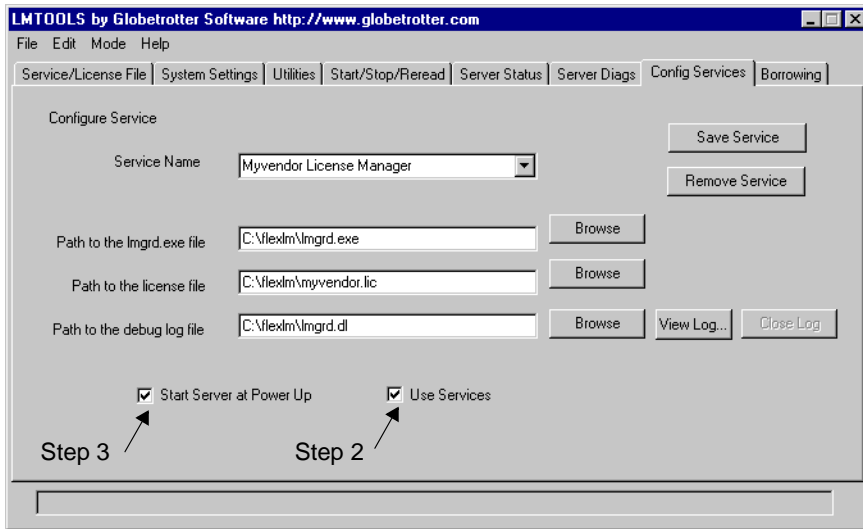 LMTOOLS by Globetrotter Software http://www.globetrotter.com
File Edit Mode Help
Service/License File System Settings Utilities Start/Stop/Reread Server Status Server Diags Config Services Borrowing
Configure Service
Save Service
Service Name Myvendor License Manager
Remove Service
Path to the lmgrd.exe file C:\flexlm\lmgrd.exe Browse
Path to the license file C:\flexlm\myvendor.lic Browse
Path to the debug log file C:\flexlm\lmgrd.dl Browse View Log... Close Log
Start Server at Power Up Use Services
Step 3 Step 2